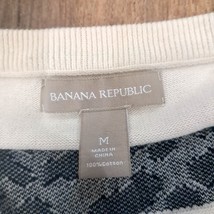 BANANA REPUBLIC
M
MADE IN
CHINA
100% Cotton